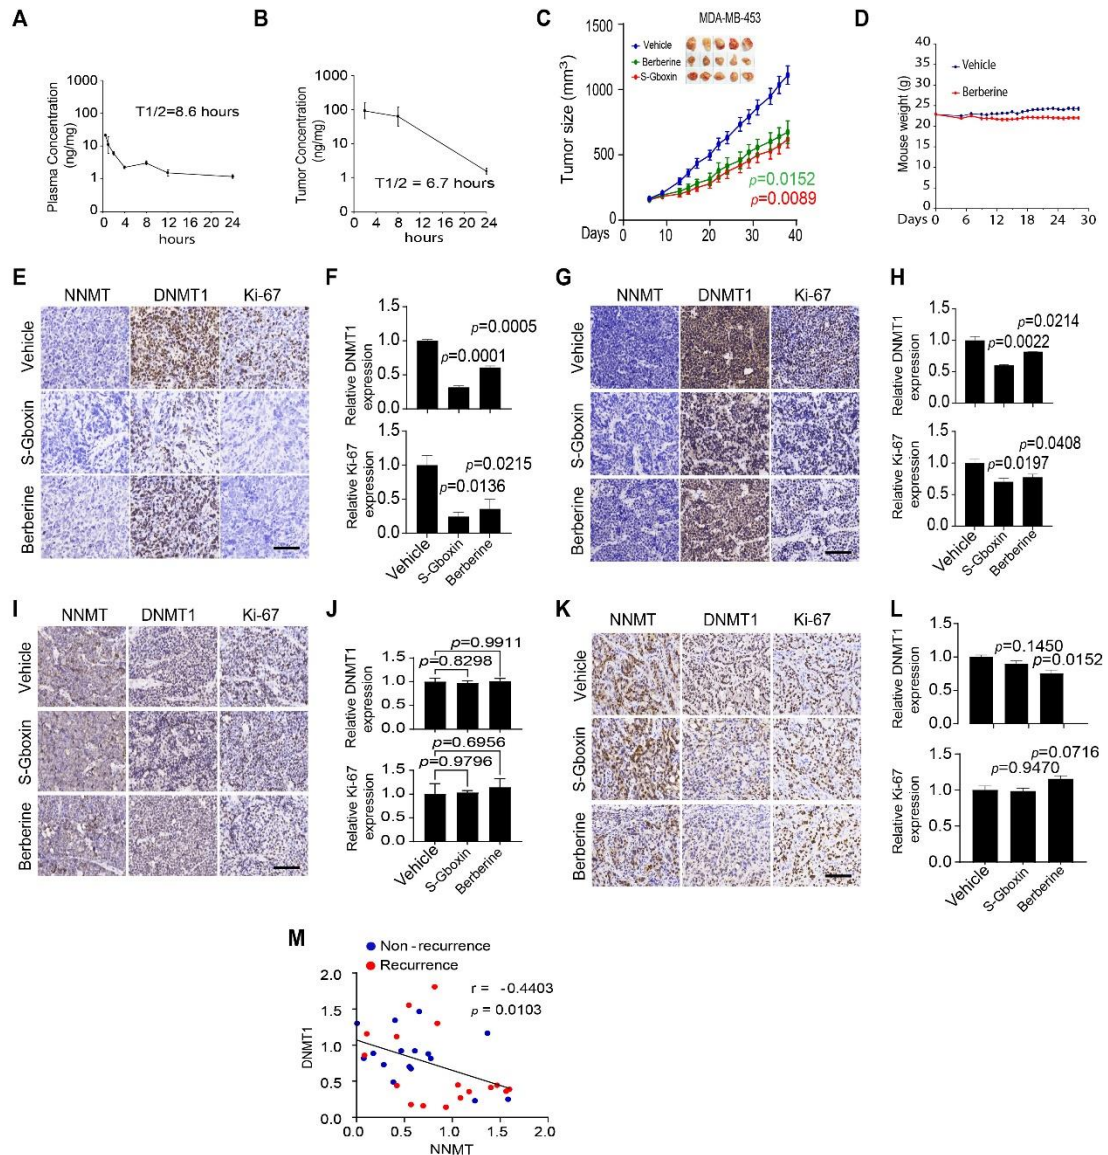 A
Plasma Concentration
(ng/mg)
1000
100
10
1
0
T1/2=8.6 hours
0 4 8 12 16 20 24
hours
B
Tumor Concentration
(ng/mg)
1000
100
10
1
0
T1/2 = 6.7 hours
0 4 8 12 16 20 24
hours
C
MDA-MB-453
Tumor size (mm³)
1500
1000
500
0
Vehicle
Berberine
S-Gboxin
p=0.0152
p=0.0089
Days 0 10 20 30 40
D
Mouse weight (g)
40
35
30
25
20
15
10
5
0
Vehicle
Berberine
Days 0 6 9 12 15 18 21 24 28 30
E
NNMT DNMT1 Ki-67
Vehicle
S-Gboxin
Berberine
F
Relative DNMT1
expression
1.5
1.0
0.5
0.0
p=0.0005
p=0.0001
Relative Ki-67
expression
1.5
1.0
0.5
0.0
p=0.0215
p=0.0136
Vehicle
S-Gboxin
Berberine
G
NNMT DNMT1 Ki-67
Vehicle
S-Gboxin
Berberine
H
Relative DNMT1
expression
1.5
1.0
0.5
0.0
p=0.0214
p=0.0022
Relative Ki-67
expression
1.5
1.0
0.5
0.0
p=0.0408
p=0.0197
I
NNMT DNMT1 Ki-67
Vehicle
S-Gboxin
Berberine
J
Relative DNMT1
expression
1.5
1.0
0.5
0.0
p=0.9911
p=0.8298
Relative Ki-67
expression
1.5
1.0
0.5
0.0
p=0.6956
p=0.9796
Vehicle
S-Gboxin
Berberine
K
NNMT DNMT1 Ki-67
Vehicle
S-Gboxin
Berberine
L
Relative DNMT1
expression
1.5
1.0
0.5
0.0
p=0.1450
p=0.0152
Relative Ki-67
expression
1.5
1.0
0.5
0.0
p=0.0716
p=0.9470
Vehicle
S-Gboxin
Berberine
M
Non-recurrence
Recurrence
DNMT1
2.0
1.5
1.0
0.5
0.0
r = -0.4403
p = 0.0103
0.0 0.5 1.0 1.5 2.0
NNMT